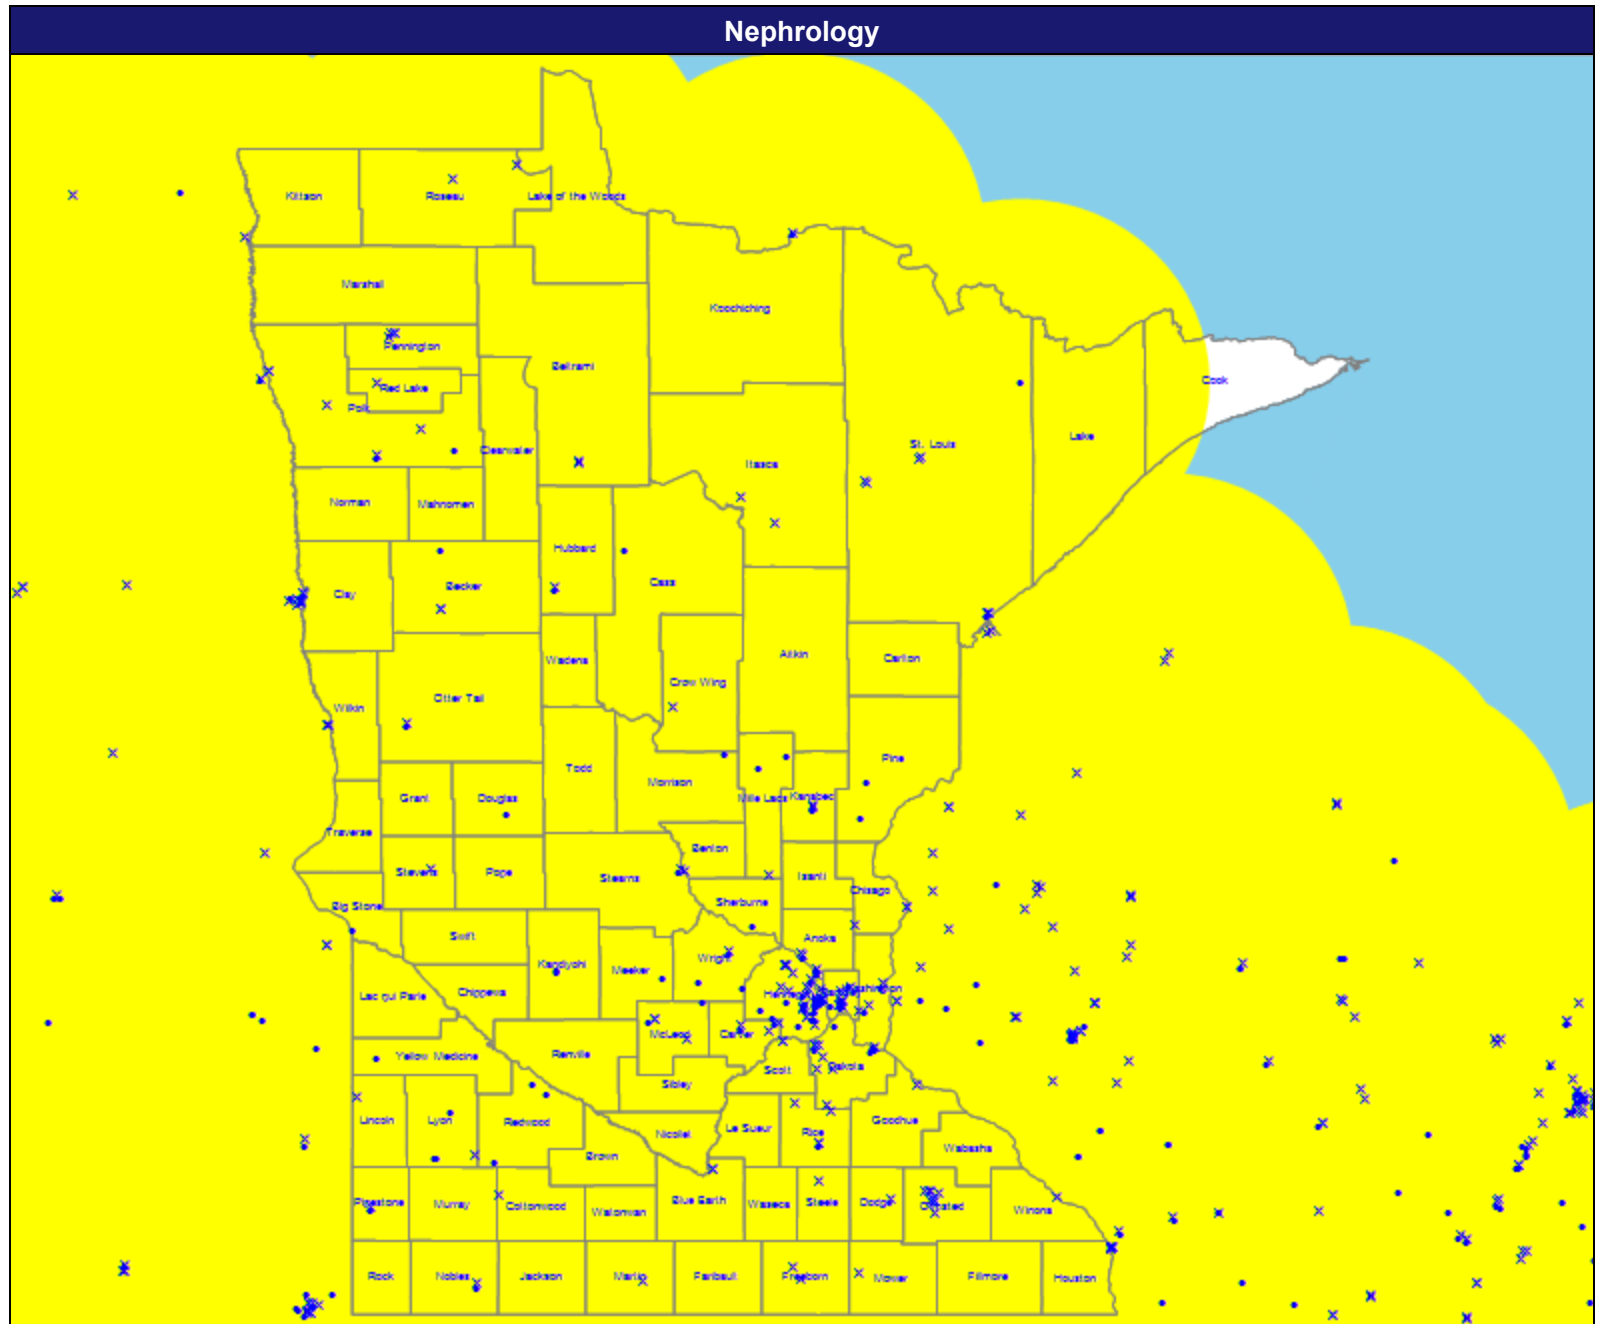 Nephrology
Kittson
Roseau
Lake of the Woods
Marshall
Koochiching
Pennington
Beltrami
Cook
Red Lake
Polk
Lake
St. Louis
Clearwater
Itasca
Norman
Mahnomen
Hubbard
Cass
Clay
Becker
Aitkin
Carlton
Wadena
Crow Wing
Otter Tail
Wilkin
Pine
Todd
Morrison
Grant
Douglas
Mille Lacs
Kanabec
Traverse
Benton
Stevens
Pope
Stearns
Isanti
Chisago
Sherburne
Big Stone
Swift
Anoka
Wright
Kandiyohi
Meeker
Washington
Lac qui Parle
Chippewa
McLeod
Carver
Yellow Medicine
Renville
Scott
Dakota
Sibley
Lincoln
Lyon
Redwood
Le Sueur
Rice
Goodhue
Nicollet
Brown
Wabasha
Pipestone
Murray
Cottonwood
Watonwan
Blue Earth
Waseca
Steele
Dodge
Olmsted
Winona
Rock
Nobles
Jackson
Martin
Faribault
Freeborn
Mower
Fillmore
Houston